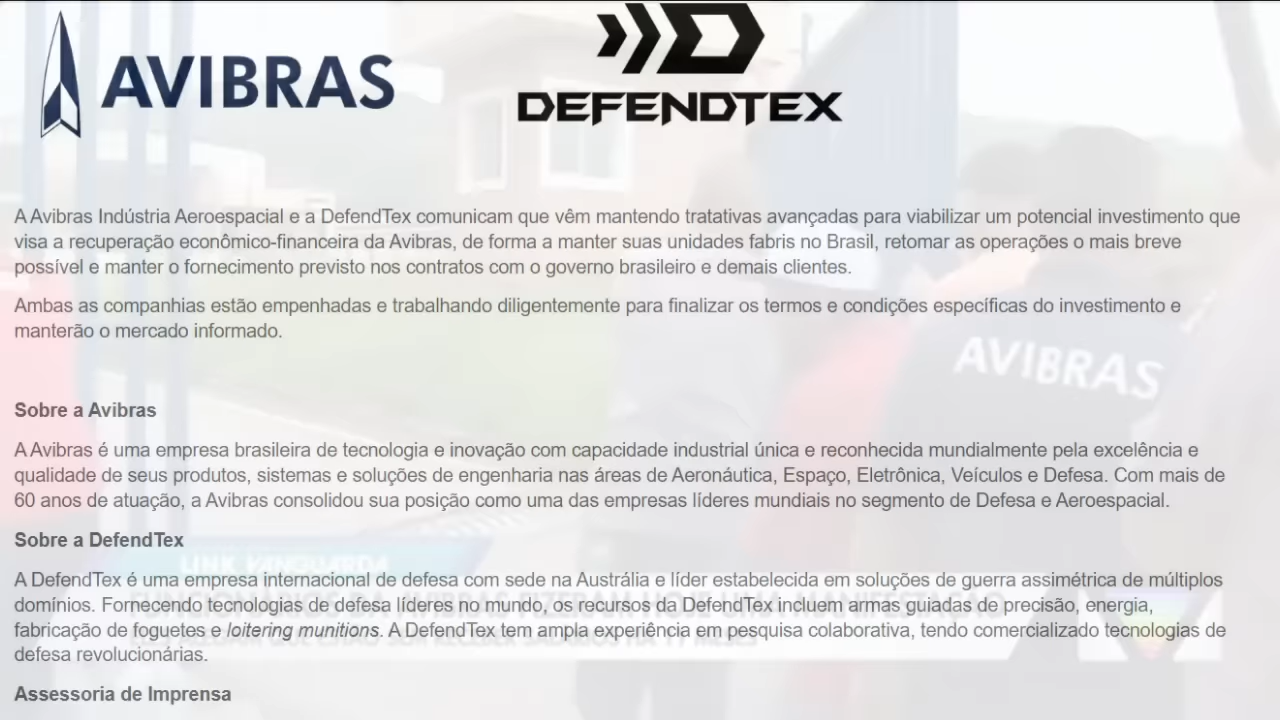 AVIBRAS
DEFENDTEX
A Avibras Indústria Aeroespacial e a DefendTex comunicam que vêm mantendo tratativas avançadas para viabilizar um potencial investimento que
visa a recuperação econômico-financeira da Avibras, de forma a manter suas unidades fabris no Brasil, retomar as operações o mais breve
possível e manter o fornecimento previsto nos contratos com o governo brasileiro e demais clientes.
Ambas as companhias estão empenhadas e trabalhando diligentemente para finalizar os termos e condições específicas do investimento e
manterão o mercado informado.
AVIBRAS
Sobre a Avibras
A Avibras é uma empresa brasileira de tecnologia e inovação com capacidade industrial única e reconhecida mundialmente pela excelência e
qualidade de seus produtos, sistemas e soluções de engenharia nas áreas de Aeronáutica, Espaço, Eletrônica, Veículos e Defesa. Com mais de
60 anos de atuação, a Avibras consolidou sua posição como uma das empresas líderes mundiais no segmento de Defesa e Aeroespacial.
Sobre a DefendTex
LINK VANGUARDA
A DefendTex é uma empresa internacional de defesa com sede na Austrália e líder estabelecida em soluções de guerra assimétrica de múltiplos
domínios. Fornecendo tecnologias de defesa líderes no mundo, os recursos da DefendTex incluem armas guiadas de precisão, energia,
FUNCIONÁRIOS DA AVIBRAS FIZERAM HOJE UMA MANIFESTAÇÃO
fabricação de foguetes e loitering munitions. A DefendTex tem ampla experiência em pesquisa colaborativa, tendo comercializado tecnologias de
defesa revolucionárias.
Assessoria de Imprensa